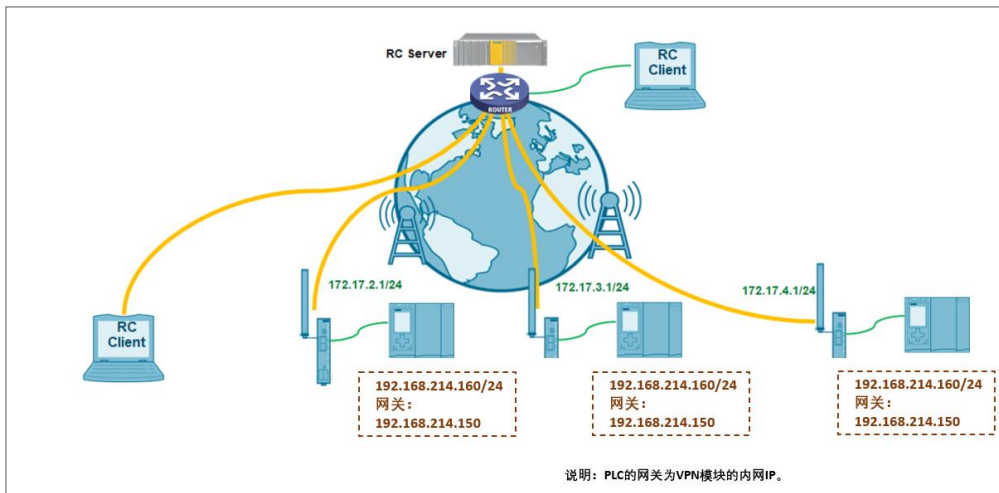 RC Server
RC
Client
ROUTER
172.17.2.1/24
172.17.3.1/24
172.17.4.1/24
RC
Client
192.168.214.160/24
网关：
192.168.214.150
192.168.214.160/24
网关：
192.168.214.150
192.168.214.160/24
网关：
192.168.214.150
说明：PLC的网关为VPN模块的内网IP。